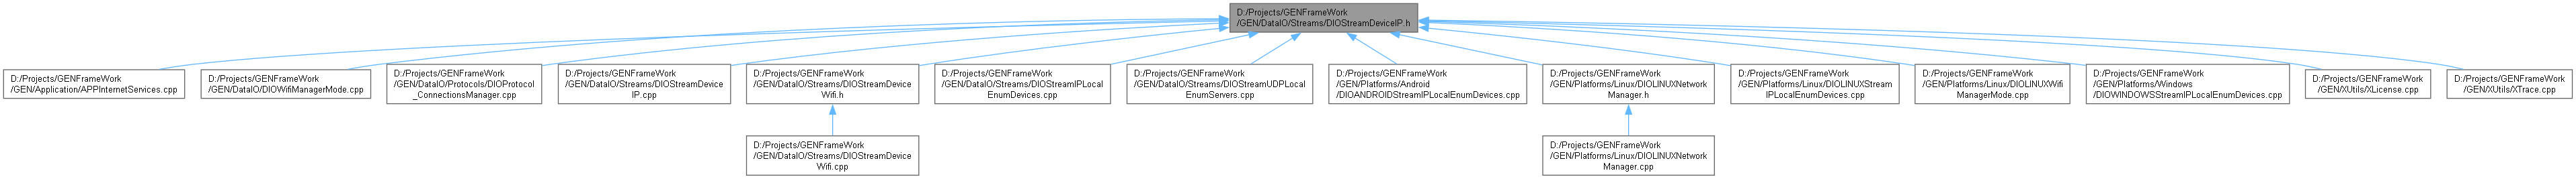 D:/Projects/GENFrameWork
/GEN/DataIO/Streams/DIOStreamDeviceIP.h
D:/Projects/GENFrameWork
/GEN/Application/APPInternetServices.cpp
D:/Projects/GENFrameWork
/GEN/DataIO/DIOWifiManagerMode.cpp
D:/Projects/GENFrameWork
/GEN/DataIO/Protocols/DIOProtocol
_ConnectionsManager.cpp
D:/Projects/GENFrameWork
/GEN/DataIO/Streams/DIOStreamDevice
IP.cpp
D:/Projects/GENFrameWork
/GEN/DataIO/Streams/DIOStreamDevice
Wifi.h
D:/Projects/GENFrameWork
/GEN/DataIO/Streams/DIOStreamIPLocal
EnumDevices.cpp
D:/Projects/GENFrameWork
/GEN/DataIO/Streams/DIOStreamUDPLocal
EnumServers.cpp
D:/Projects/GENFrameWork
/GEN/Platforms/Android
/DIOANDROIDStreamIPLocalEnumDevices.cpp
D:/Projects/GENFrameWork
/GEN/Platforms/Linux/DIOLINUXNetwork
Manager.h
D:/Projects/GENFrameWork
/GEN/Platforms/Linux/DIOLINUXStream
IPLocalEnumDevices.cpp
D:/Projects/GENFrameWork
/GEN/Platforms/Linux/DIOLINUXWifi
ManagerMode.cpp
D:/Projects/GENFrameWork
/GEN/Platforms/Windows
/DIOWINDOWSStreamIPLocalEnumDevices.cpp
D:/Projects/GENFrameWork
/GEN/XUtils/XLicense.cpp
D:/Projects/GENFrameWork
/GEN/XUtils/XTrace.cpp
D:/Projects/GENFrameWork
/GEN/DataIO/Streams/DIOStreamDevice
Wifi.cpp
D:/Projects/GENFrameWork
/GEN/Platforms/Linux/DIOLINUXNetwork
Manager.cpp